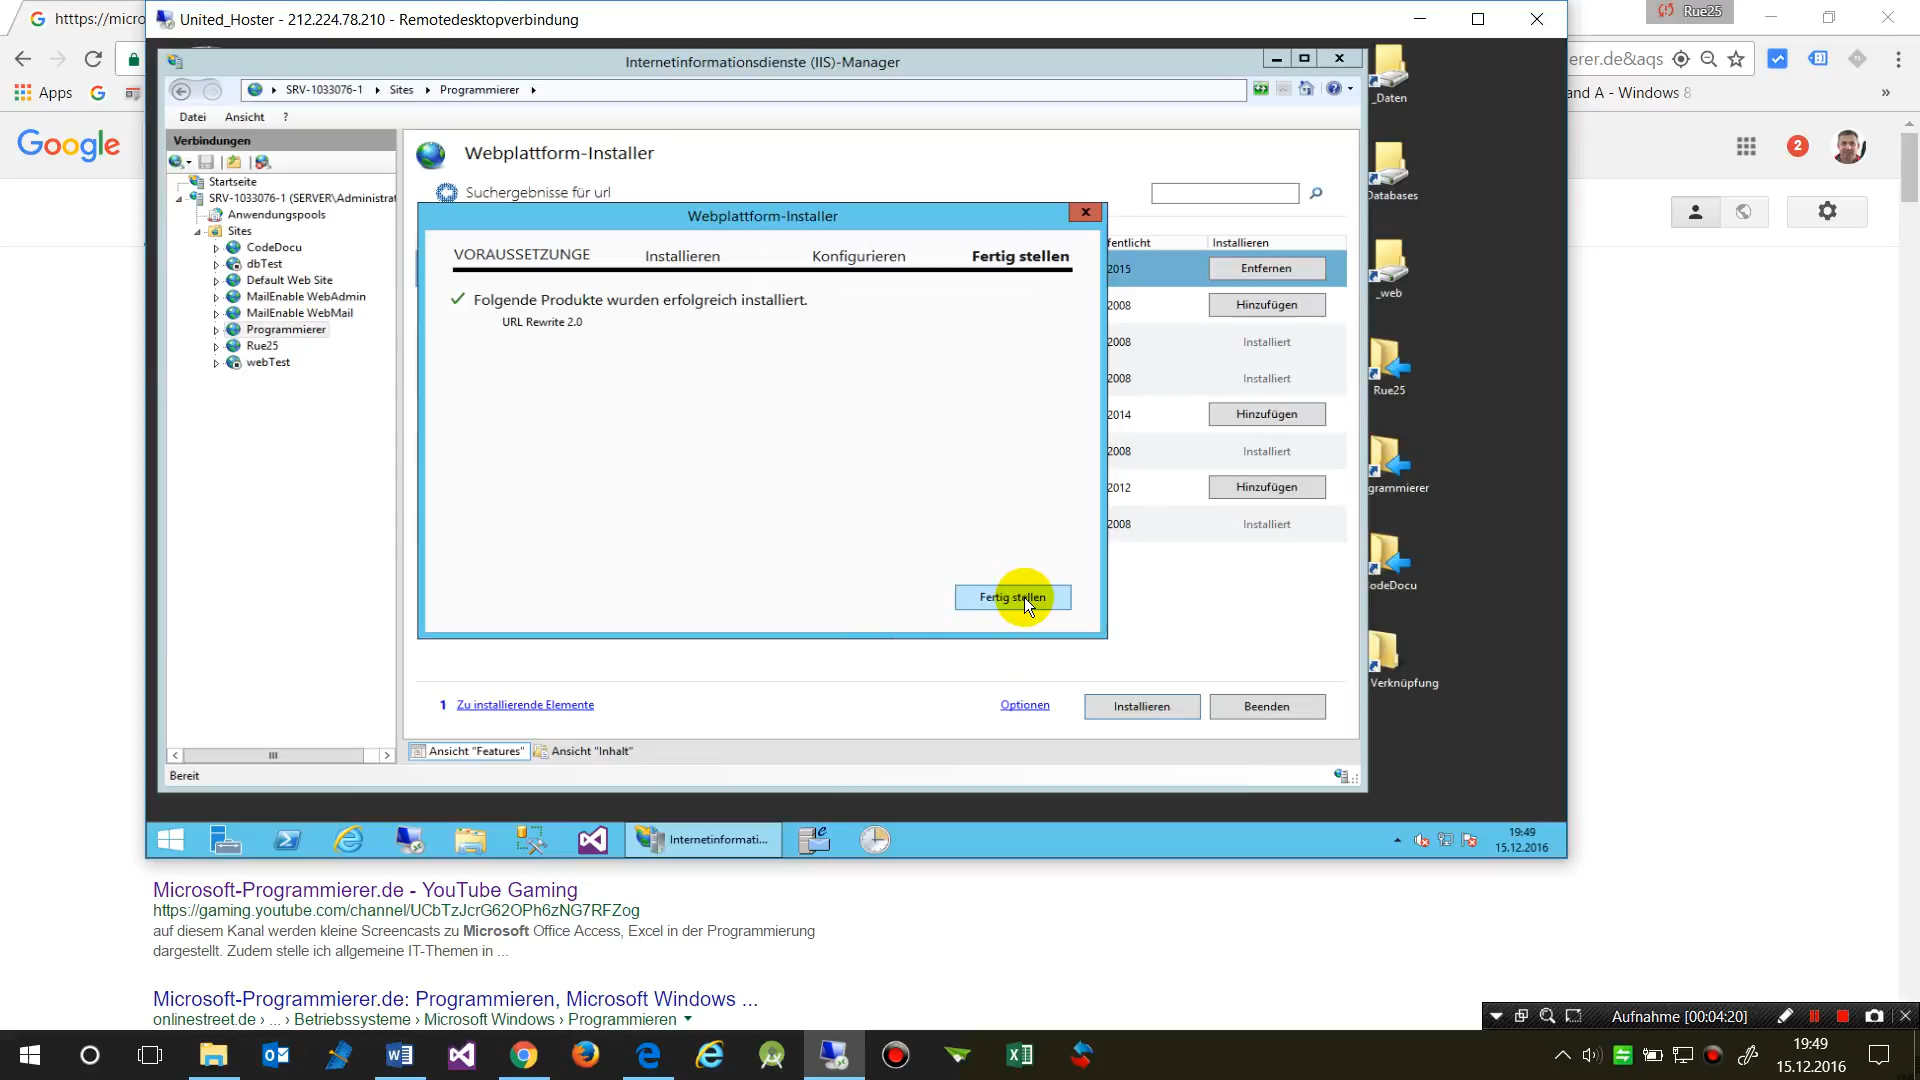 https://micro
United_Hoster - 212.224.78.210 - Remotedesktopverbindung
Rue25
erer.de&aqs
Apps
and A - Windows 8
»
Google
2
Internetinformationsdienste (IIS)-Manager
SRV-1033076-1
Sites
Programmierer
Datei
Ansicht
?
Verbindungen
Startseite
SRV-1033076-1 (SERVER\Administrat
Anwendungspools
Sites
CodeDocu
dbTest
Default Web Site
MailEnable WebAdmin
MailEnable WebMail
Programmierer
Rue25
webTest
Webplattform-Installer
Suchergebnisse für url
fentlicht
Installieren
2015
Entfernen
2008
Hinzufügen
2008
Installiert
2008
Installiert
2014
Hinzufügen
2008
Installiert
2012
Hinzufügen
2008
Installiert
Webplattform-Installer
VORAUSSETZUNGE
Installieren
Konfigurieren
Fertig stellen
Folgende Produkte wurden erfolgreich installiert.
URL Rewrite 2.0
Fertig stellen
1
Zu installierende Elemente
Optionen
Installieren
Beenden
Ansicht "Features"
Ansicht "Inhalt"
Bereit
_Daten
Databases
_web
Rue25
grammierer
odeDocu
Verknüpfung
Internetinformati...
19:49
15.12.2016
Microsoft-Programmierer.de - YouTube Gaming
https://gaming.youtube.com/channel/UCbTzJcrG62OPh6zNG7RFZog
auf diesem Kanal werden kleine Screencasts zu Microsoft Office Access, Excel in der Programmierung
dargestellt. Zudem stelle ich allgemeine IT-Themen in ...
Microsoft-Programmierer.de: Programmieren, Microsoft Windows ...
onlinestreet.de › ... › Betriebssysteme › Microsoft Windows › Programmieren
Aufnahme [00:04:20]
19:49
15.12.2016